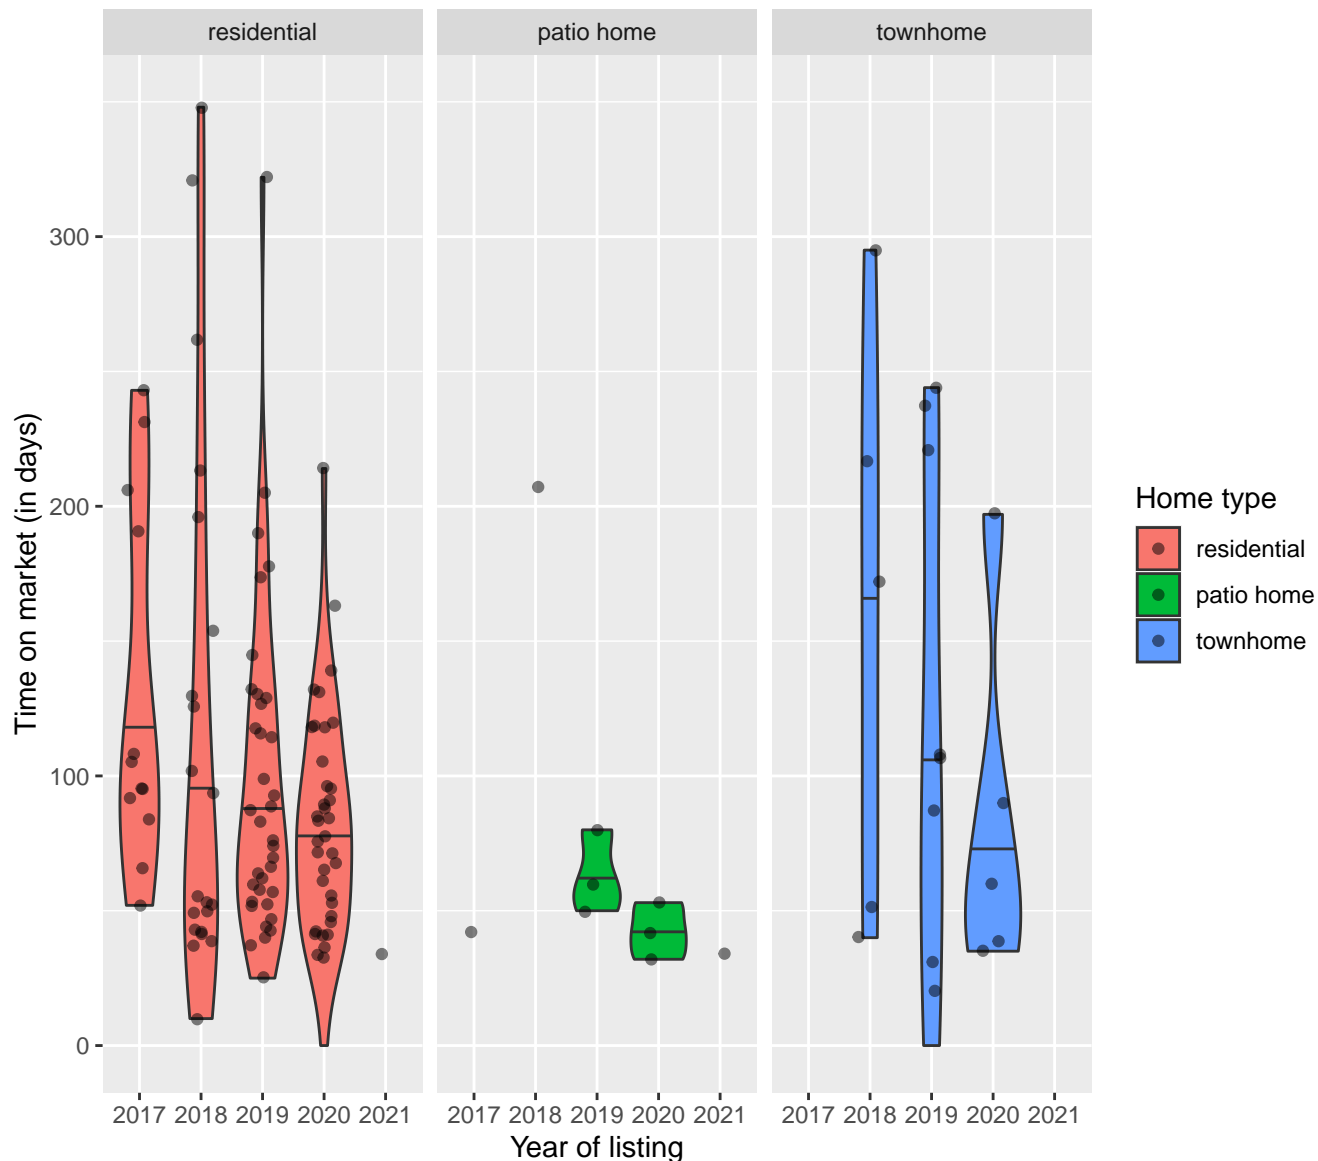 residential patio home townhome
300
200
100
0
Time on market (in days)
2017 2018 2019 2020 2021 2017 2018 2019 2020 2021 2017 2018 2019 2020 2021
Year of listing
Home type
residential
patio home
townhome